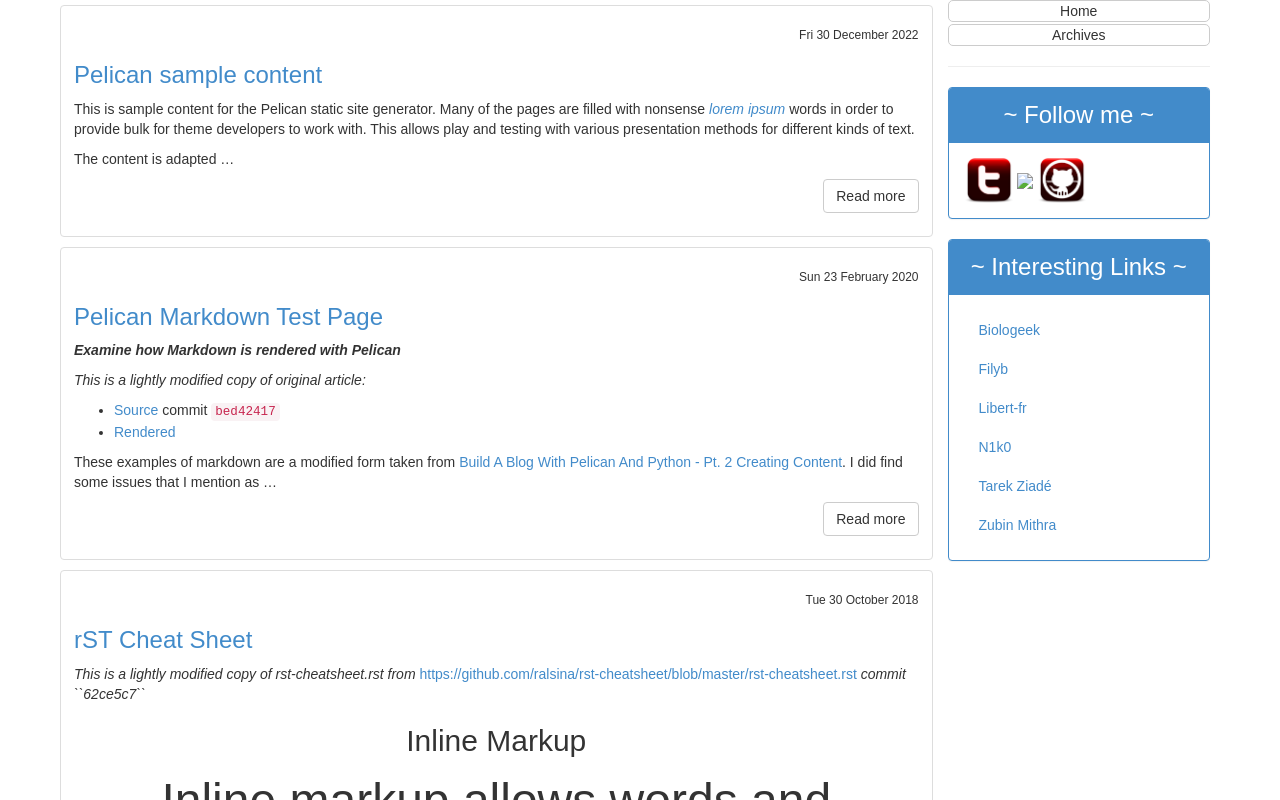 Fri 30 December 2022
Pelican sample content
This is sample content for the Pelican static site generator. Many of the pages are filled with nonsense lorem ipsum words in order to
provide bulk for theme developers to work with. This allows play and testing with various presentation methods for different kinds of text.
The content is adapted …
Read more
Sun 23 February 2020
Pelican Markdown Test Page
Examine how Markdown is rendered with Pelican
This is a lightly modified copy of original article:
• Source commit bed42417
• Rendered
These examples of markdown are a modified form taken from Build A Blog With Pelican And Python - Pt. 2 Creating Content. I did find
some issues that I mention as …
Read more
Tue 30 October 2018
rST Cheat Sheet
This is a lightly modified copy of rst-cheatsheet.rst from https://github.com/ralsina/rst-cheatsheet/blob/master/rst-cheatsheet.rst commit
``62ce5c7``
Inline Markup
Inline markup allows words and
Home
Archives
~ Follow me ~
~ Interesting Links ~
Biologeek
Filyb
Libert-fr
N1k0
Tarek Ziadé
Zubin Mithra